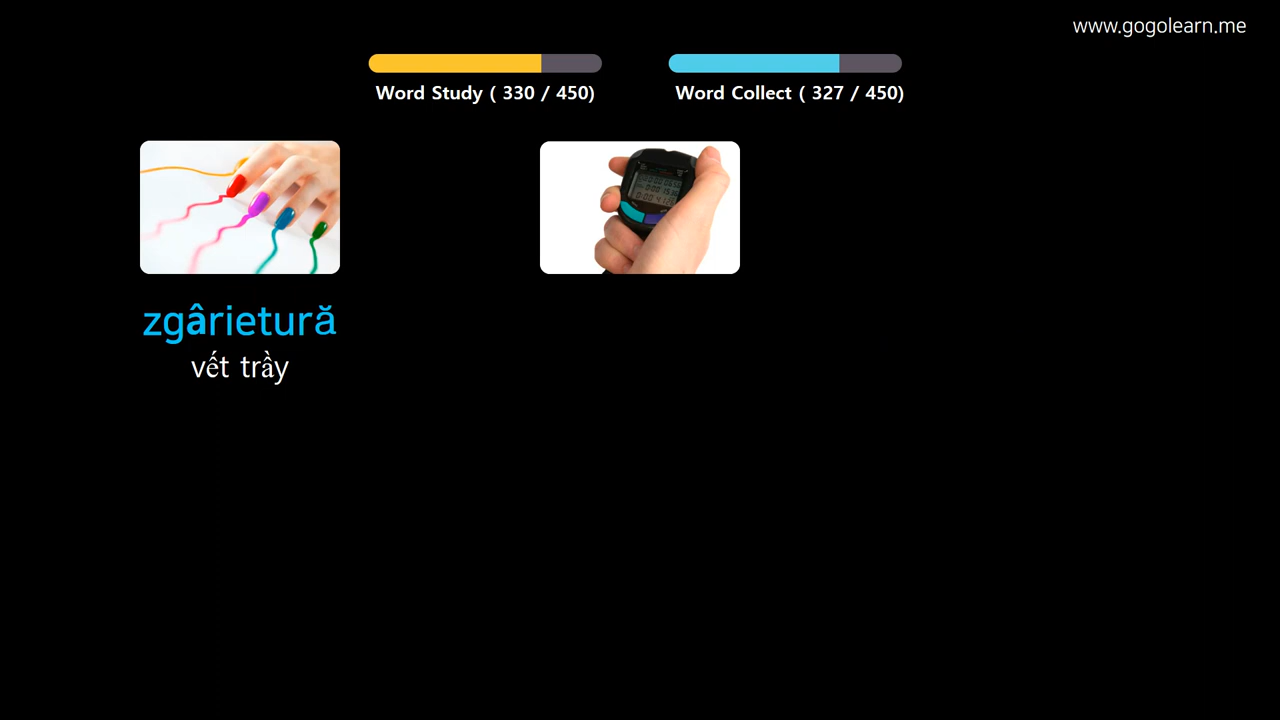 www.gogolearn.me
Word Study ( 330 / 450)
Word Collect ( 327 / 450)
zgârietură
vết trầy